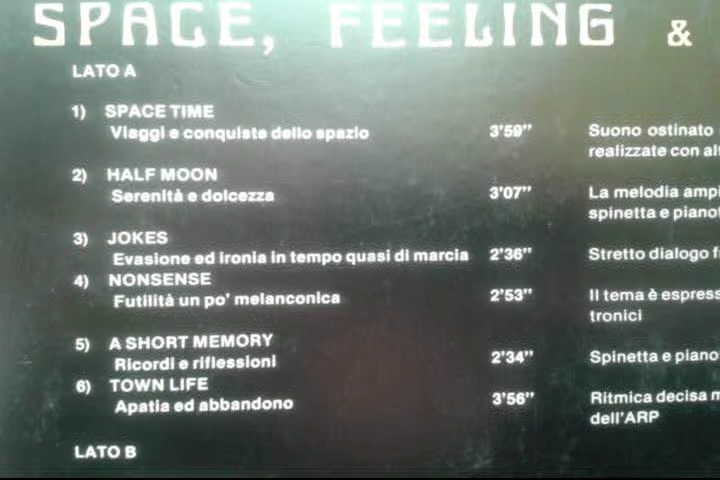 SPACE, FEELING &
LATO A
1) SPACE TIME
Viaggi e conquiste dello spazio 3'59" Suono ostinato
realizzate con
2) HALF MOON
Serenità e dolcezza 3'07" La melodia
spinetta e
3) JOKES
Evasione ed ironia in tempo quasi di marcia 2'36" Stretto dialogo
4) NONSENSE
Futilità un po' melanconica 2'53" Il tema è
tronici
5) A SHORT MEMORY
Ricordi e riflessioni 2'34" Spinetta e piano
6) TOWN LIFE
Apatia ed abbandono 3'56" Ritmica decisa
dell'ARP
LATO B